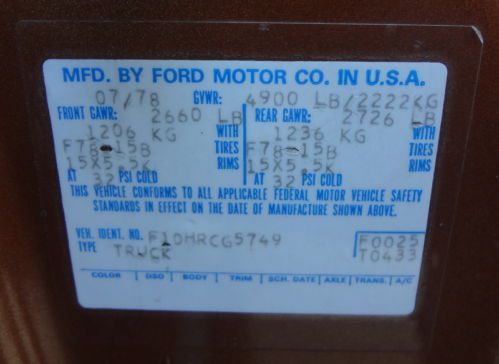 MFD. BY FORD MOTOR CO. IN U.S.A.
07/78 GVWR: 4900 LB/2222KG
FRONT GAWR: 2660 LB REAR GAWR: 2726 LB
1206 KG WITH 1236 KG WITH
F78-15B TIRES F78-15B TIRES
15X5.5K RIMS 15X5.5K RIMS
AT 32 PSI COLD AT 32 PSI COLD
THIS VEHICLE CONFORMS TO ALL APPLICABLE FEDERAL MOTOR VEHICLE SAFETY
STANDARDS IN EFFECT ON THE DATE OF MANUFACTURE SHOWN ABOVE.
VEH. IDENT. NO. F10HRCG5749 F0025
TYPE TRUCK T0433
COLOR DSO BODY TRIM SCH. DATE AXLE TRANS. A/C